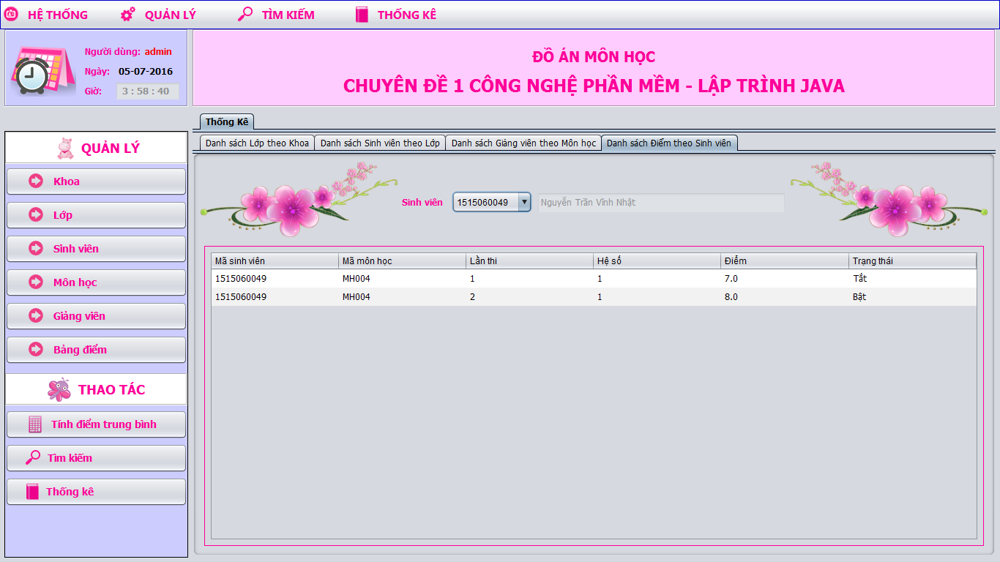 HỆ THỐNG QUẢN LÝ TÌM KIẾM THỐNG KÊ
Người dùng: admin
Ngày: 05-07-2016
Giờ: 3 : 58 : 40
ĐỒ ÁN MÔN HỌC
CHUYÊN ĐỀ 1 CÔNG NGHỆ PHẦN MỀM - LẬP TRÌNH JAVA
QUẢN LÝ
Khoa
Lớp
Sinh viên
Môn học
Giảng viên
Bảng điểm
THAO TÁC
Tính điểm trung bình
Tìm kiếm
Thống kê
Thống Kê
Danh sách Lớp theo Khoa Danh sách Sinh viên theo Lớp Danh sách Giảng viên theo Môn học Danh sách Điểm theo Sinh viên
Sinh viên 1515060049 Nguyễn Trần Vĩnh Nhật
Mã sinh viên Mã môn học Lần thi Hệ số Điểm Trạng thái
1515060049 MH004 1 1 7.0 Tắt
1515060049 MH004 2 1 8.0 Bật